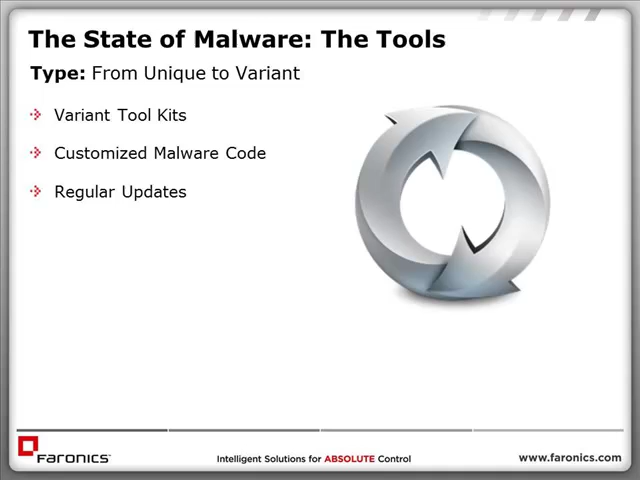 The State of Malware: The Tools
Type: From Unique to Variant
Variant Tool Kits
Customized Malware Code
Regular Updates
FARONICS
Intelligent Solutions for ABSOLUTE Control
www.faronics.com